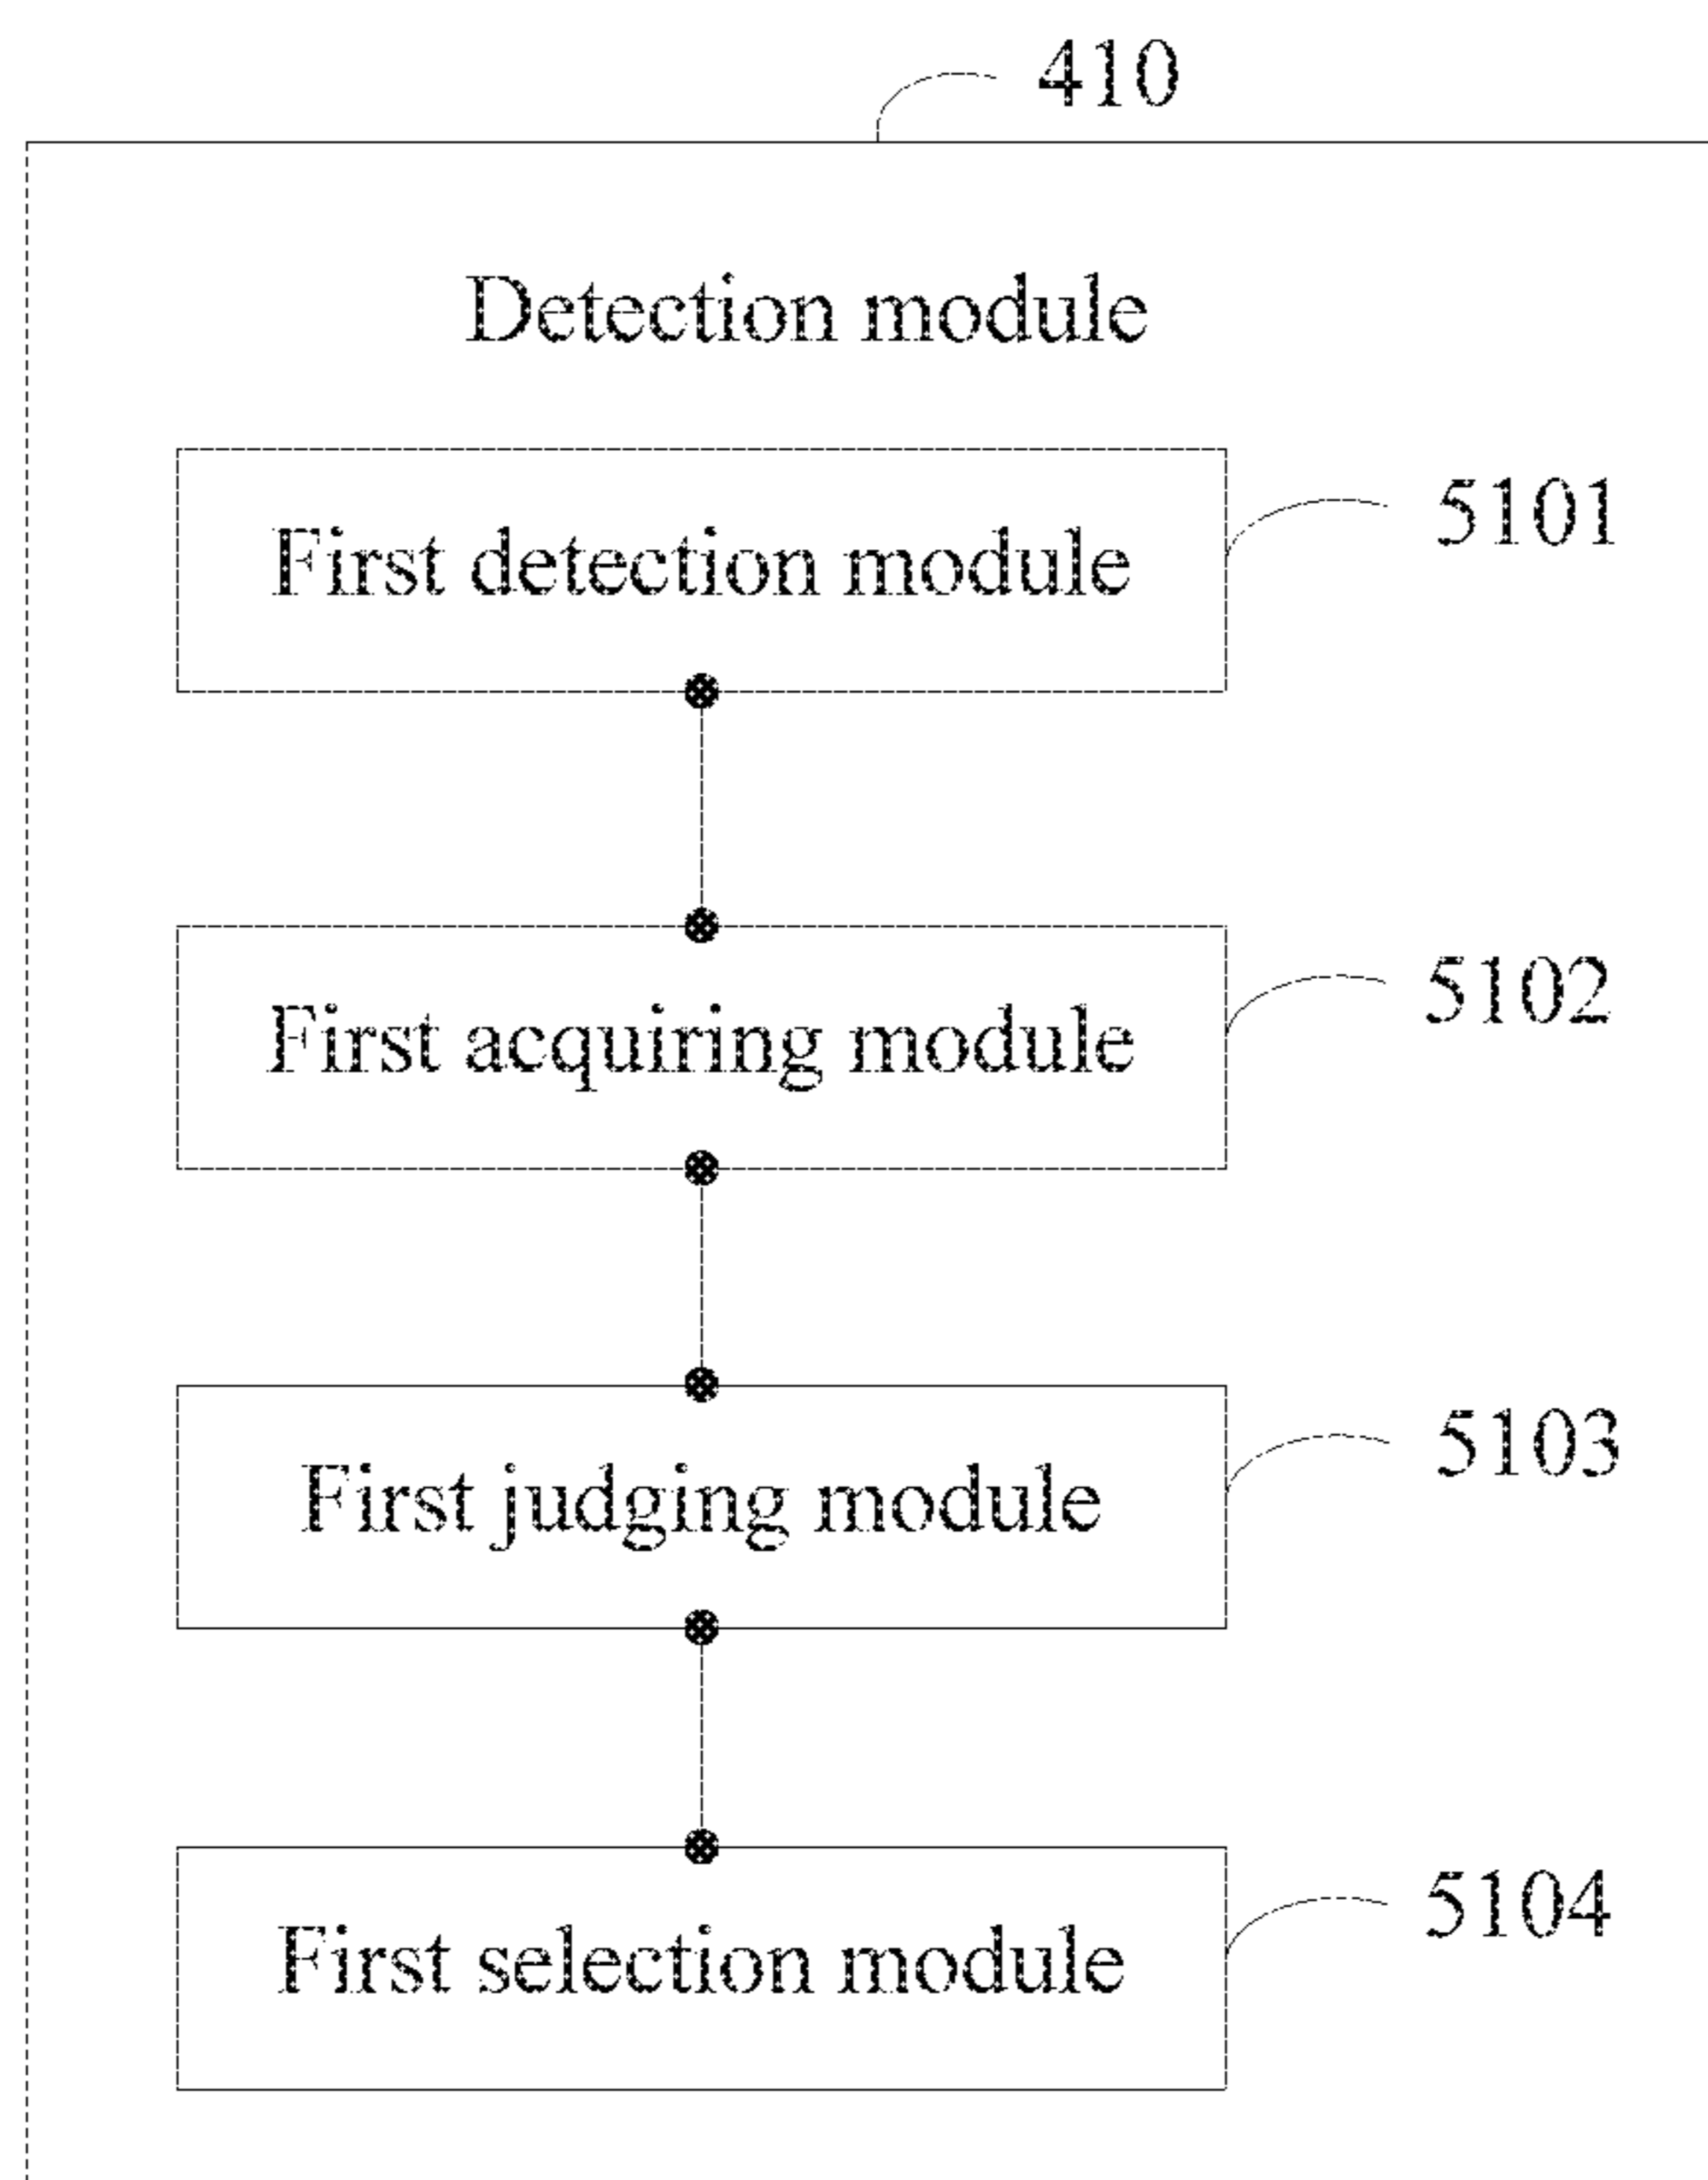 410
Detection module
First detection module
5101
First acquiring module
5102
First judging module
5103
First selection module
5104